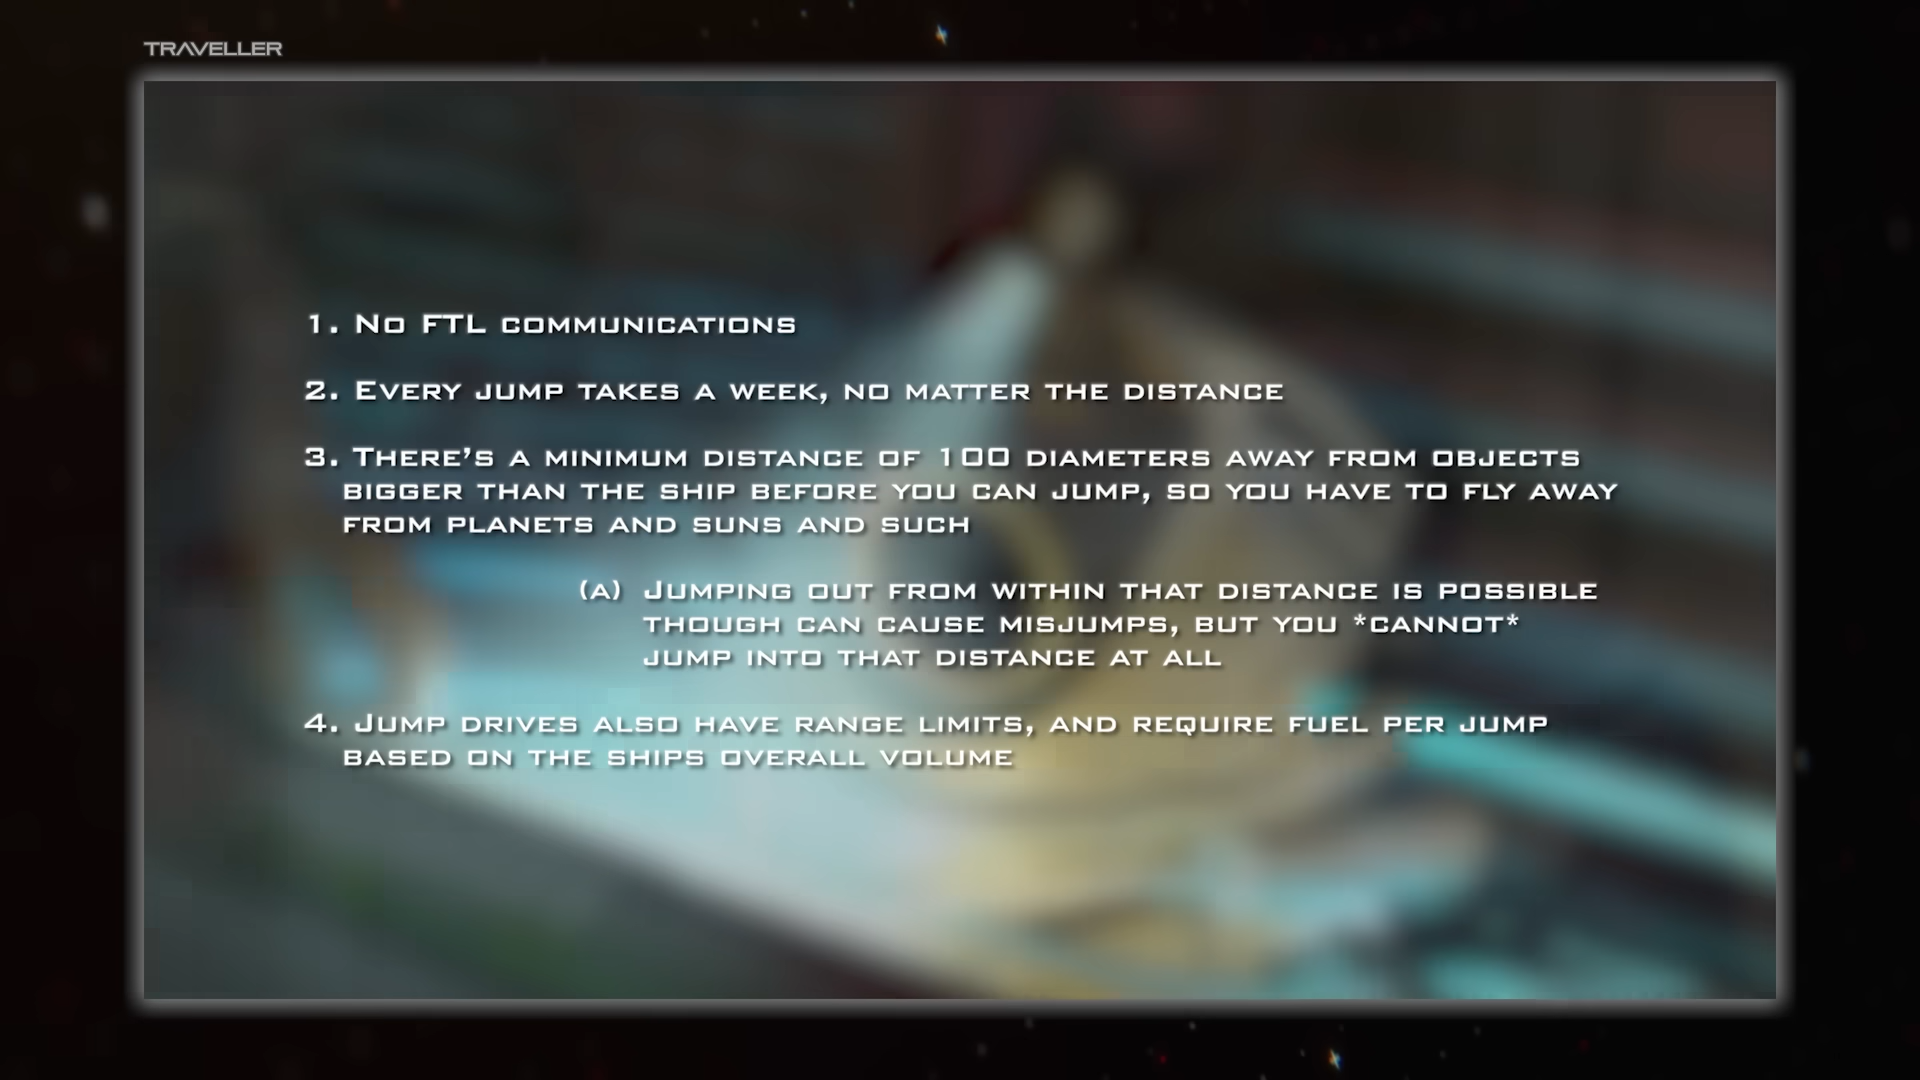 TRAVELLER
1. No FTL communications
2. Every jump takes a week, no matter the distance
3. There's a minimum distance of 100 diameters away from objects
bigger than the ship before you can jump, so you have to fly away
from planets and suns and such
(a) Jumping out from within that distance is possible
though can cause misjumps, but you *cannot*
jump into that distance at all
4. Jump drives also have range limits, and require fuel per jump
based on the ships overall volume